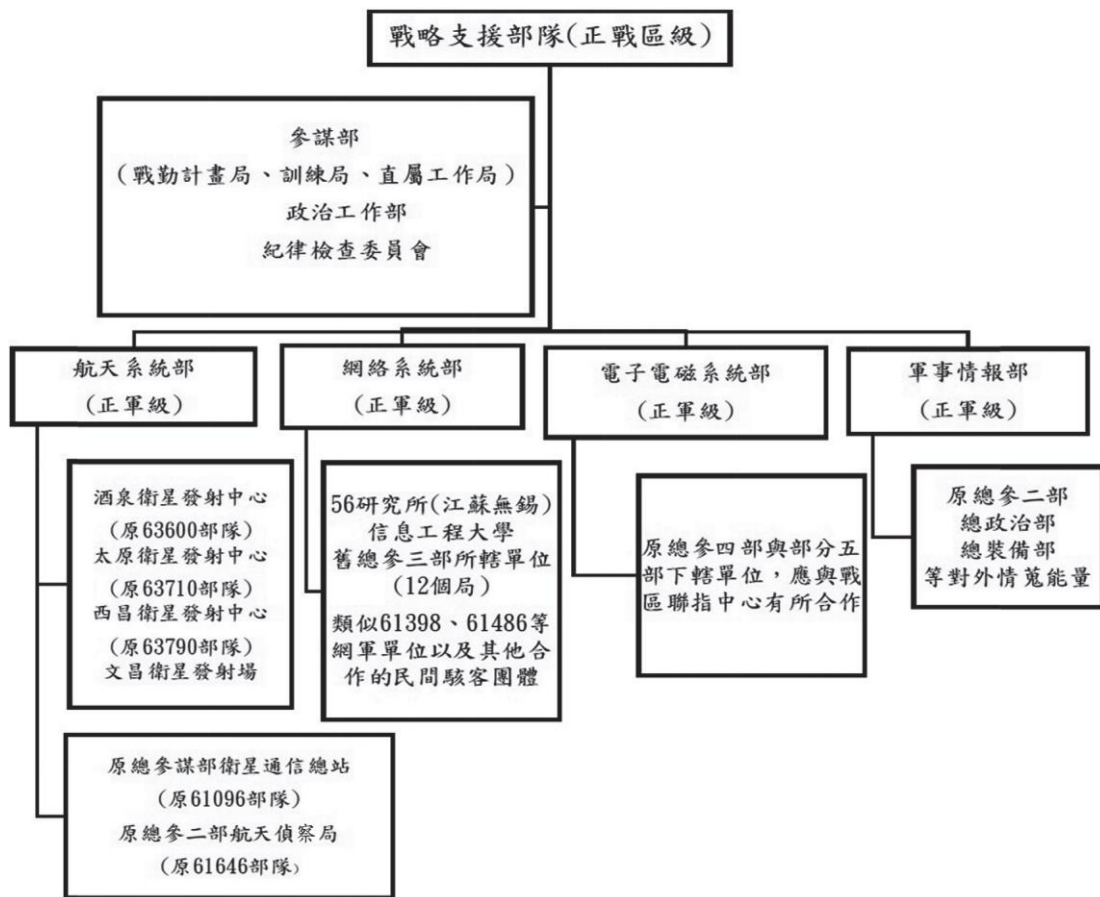 戰略支援部隊(正戰區級)
參謀部
(戰勤計畫局、訓練局、直屬工作局)
政治工作部
紀律檢查委員會
航天系統部
(正軍級)
網絡系統部
(正軍級)
電子電磁系統部
(正軍級)
軍事情報部
(正軍級)
酒泉衛星發射中心
(原63600部隊)
太原衛星發射中心
(原63710部隊)
西昌衛星發射中心
(原63790部隊)
文昌衛星發射場
56研究所(江蘇無錫)
信息工程大學
舊總參三部所轄單位
(12個局)
類似61398、61486等
網軍單位以及其他合
作的民間駭客團體
原總參四部與部分五
部下轄單位，應與戰
區聯指中心有所合作
原總參二部
總政治部
總裝備部
等對外情蒐能量
原總參謀部衛星通信總站
(原61096部隊)
原總參二部航天偵察局
(原61646部隊)